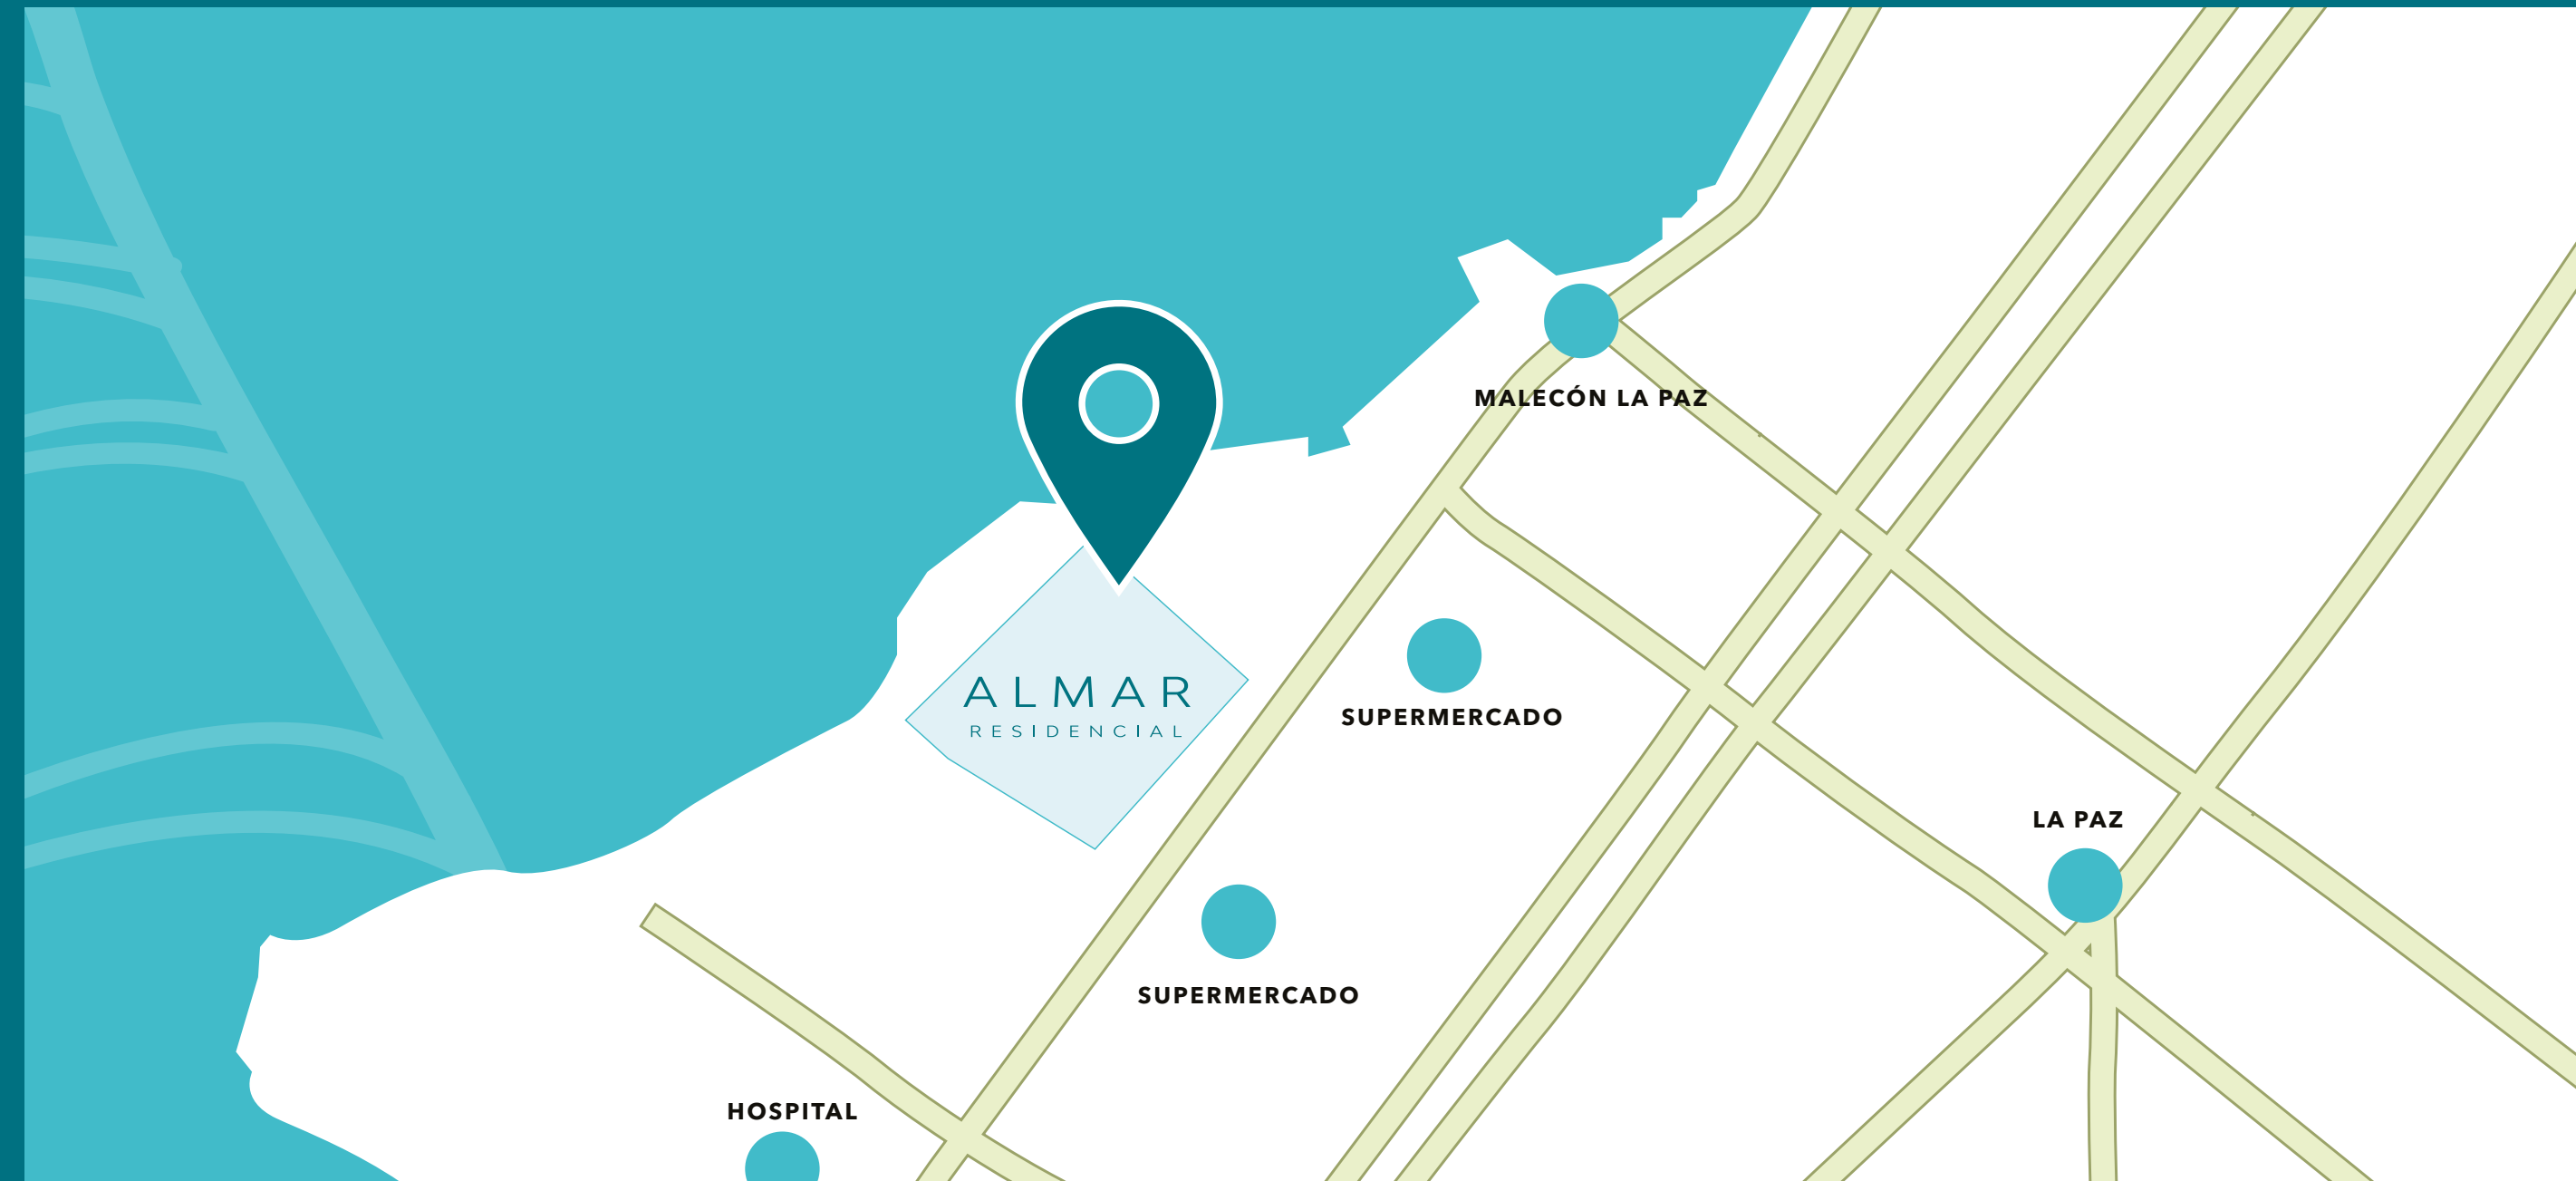 MALECÓN LA PAZ
ALMAR
RESIDENCIAL
SUPERMERCADO
LA PAZ
SUPERMERCADO
HOSPITAL